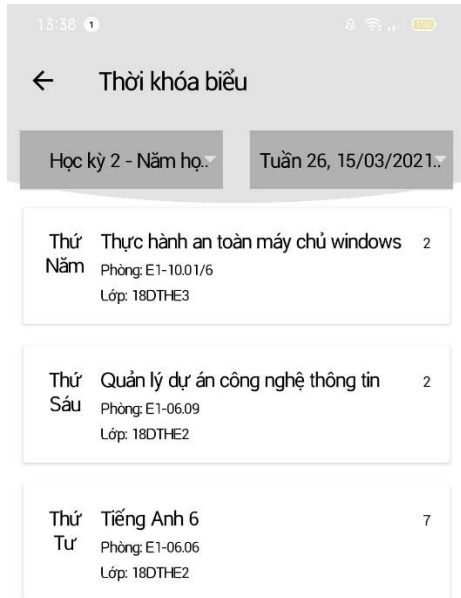 13:38 1
100
Thời khóa biểu
Học kỳ 2 - Năm họ..
Tuần 26, 15/03/2021..
Thứ Năm
Thực hành an toàn máy chủ windows 2
Phòng: E1-10.01/6
Lớp: 18DTHE3
Thứ Sáu
Quản lý dự án công nghệ thông tin 2
Phòng: E1-06.09
Lớp: 18DTHE2
Thứ Tư
Tiếng Anh 6 7
Phòng: E1-06.06
Lớp: 18DTHE2